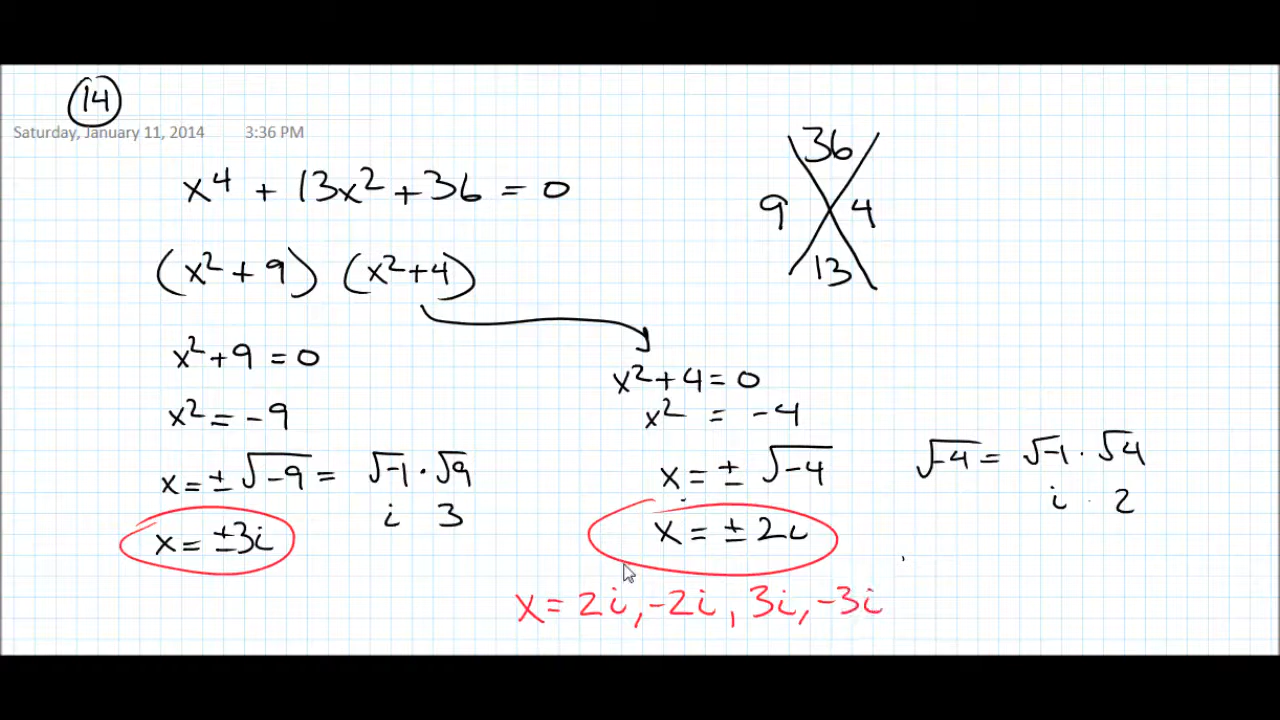 14
Saturday, January 11, 2014 3:36 PM
x⁴ + 13x² + 36 = 0
(x² + 9) (x² + 4)
36
9 4
13
x² + 9 = 0
x² = -9
x = ± √-9 = √-1 · √9
i 3
x = ±3i
x² + 4 = 0
x² = -4
x = ± √-4
x = ± 2i
√-4 = √-1 · √4
i · 2
x = 2i, -2i, 3i, -3i